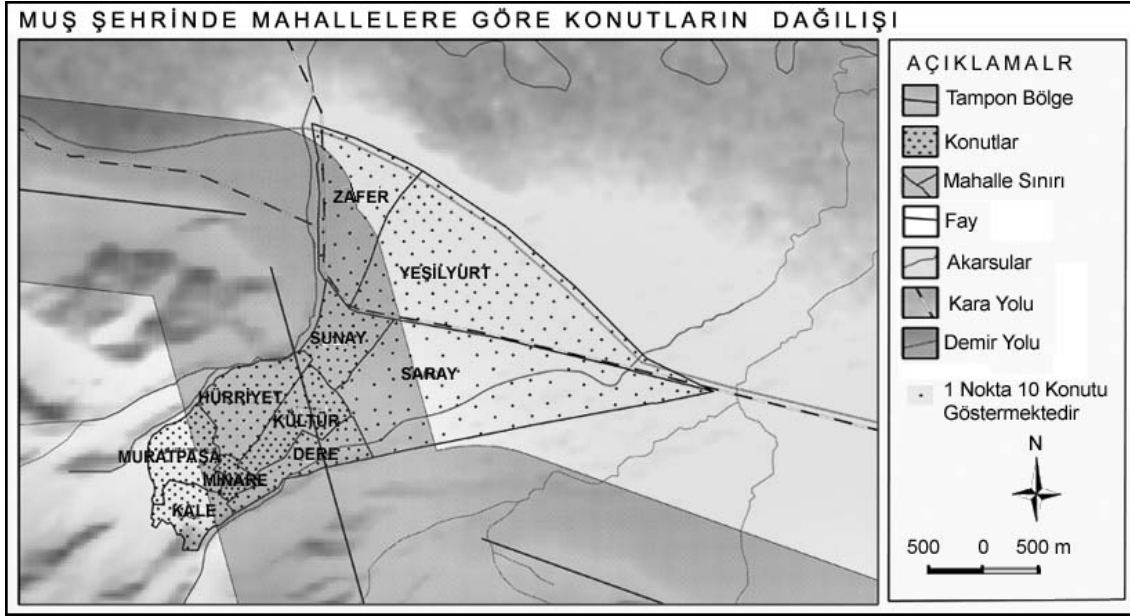 MUŞ ŞEHRİNDE MAHALLELERE GÖRE KONUTLARIN DAĞILIŞI
AÇIKLAMALR
Tampon Bölge
Konutlar
Mahalle Sınırı
Fay
Akarsular
Kara Yolu
Demir Yolu
1 Nokta 10 Konutu
Göstermektedir
N
500 0 500 m
ZAFER
YEŞİLYÜRT
SUNAY
SARAY
HÜRRİYET
KÜLTÜR
DERE
MURATPAŞA
MİNARE
KALE